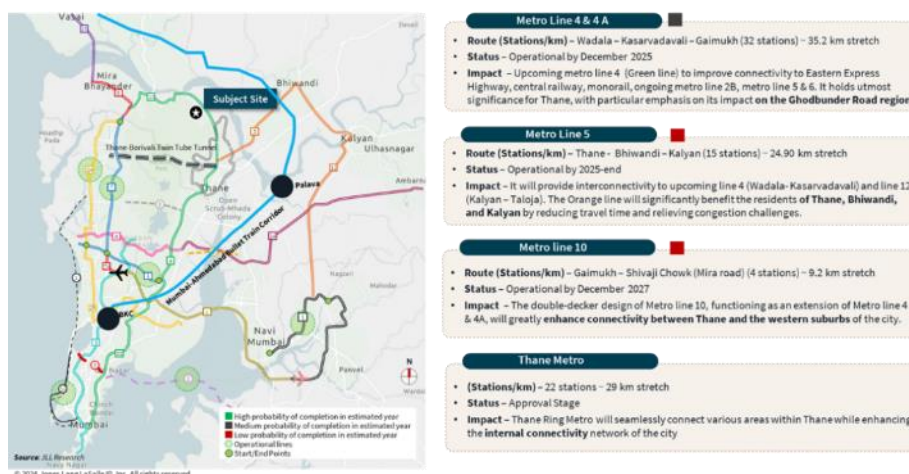 Vasai
Mira
Bhayander
Bhiwandi
Subject Site
Kalyan
Ulhasnagar
Thane-Borivali Twin Tube Tunnel
Thane
Palava
Mumbai-Ahmedabad Bullet Train Corridor
BKC
Navi
Mumbai
Panvel
Mumbai
N
High probability of completion in estimated year
Medium probability of completion in estimated year
Low probability of completion in estimated year
Operational lines
Start/End Points
Source: JLL Research
Metro Line 4 & 4 A
• Route (Stations/km) – Wadala – Kasarvadavali – Gaimukh (32 stations) ~ 35.2 km stretch
• Status – Operational by December 2025
• Impact – Upcoming metro line 4 (Green line) to improve connectivity to Eastern Express
Highway, central railway, monorail, ongoing metro line 2B, metro line 5 & 6. It holds utmost
significance for Thane, with particular emphasis on its impact on the Ghodbunder Road region
Metro Line 5
• Route (Stations/km) – Thane - Bhiwandi – Kalyan (15 stations) ~ 24.90 km stretch
• Status – Operational by 2025-end
• Impact – It will provide interconectivity to upcoming line 4 (Wadala- Kasarvadavali) and line 12
(Kalyan – Taloja). The Orange line will significantly benefit the residents of Thane, Bhiwandi,
and Kalyan by reducing travel time and relieving congestion challenges.
Metro line 10
• Route (Stations/km) – Gaimukh – Shivaji Chowk (Mira road) (4 stations) ~ 9.2 km stretch
• Status – Operational by December 2027
• Impact – The double-decker design of Metro line 10, functioning as an extension of Metro line 4
& 4A, will greatly enhance connectivity between Thane and the western suburbs of the city.
Thane Metro
• (Stations/km) – 22 stations ~ 29 km stretch
• Status – Approval Stage
• Impact – Thane Ring Metro will seamlessly connect various areas within Thane while enhancing
the internal connectivity network of the city